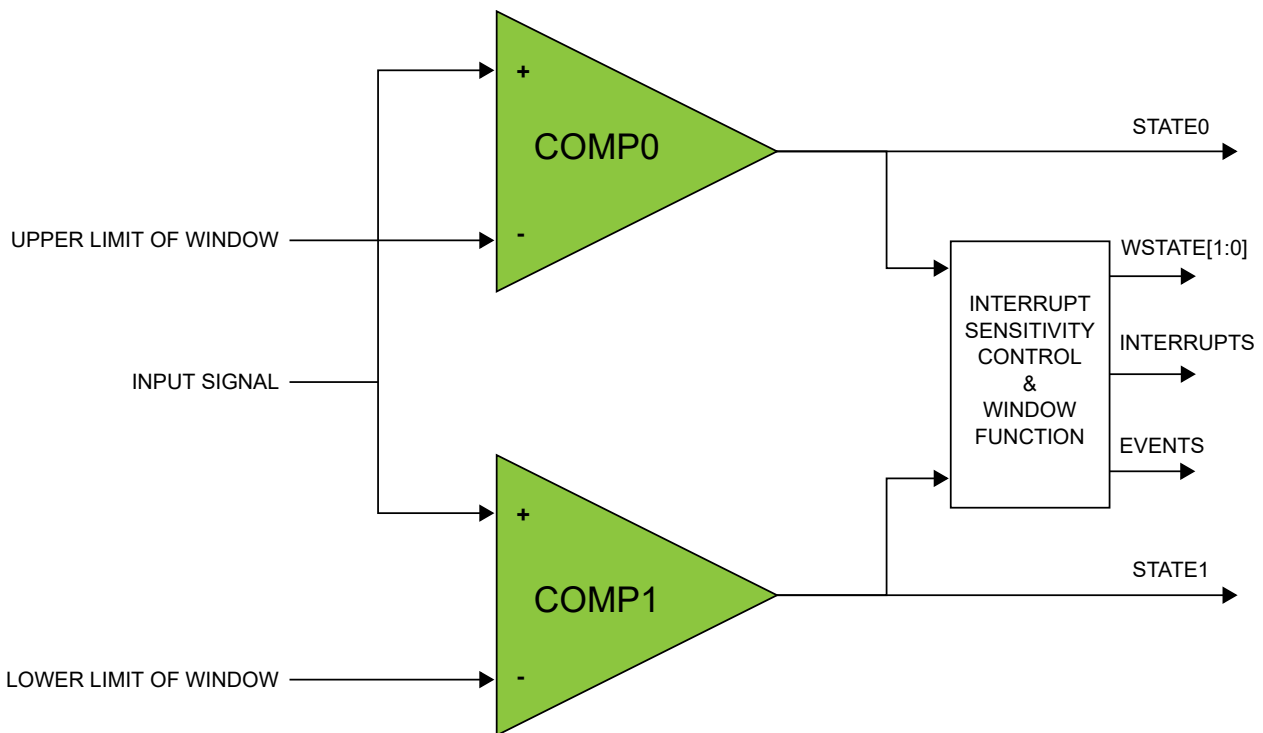 +
COMP0
-
STATE0
UPPER LIMIT OF WINDOW
WSTATE[1:0]
INTERRUPT
SENSITIVITY
CONTROL
&
WINDOW
FUNCTION
INTERRUPTS
EVENTS
INPUT SIGNAL
+
COMP1
-
STATE1
LOWER LIMIT OF WINDOW